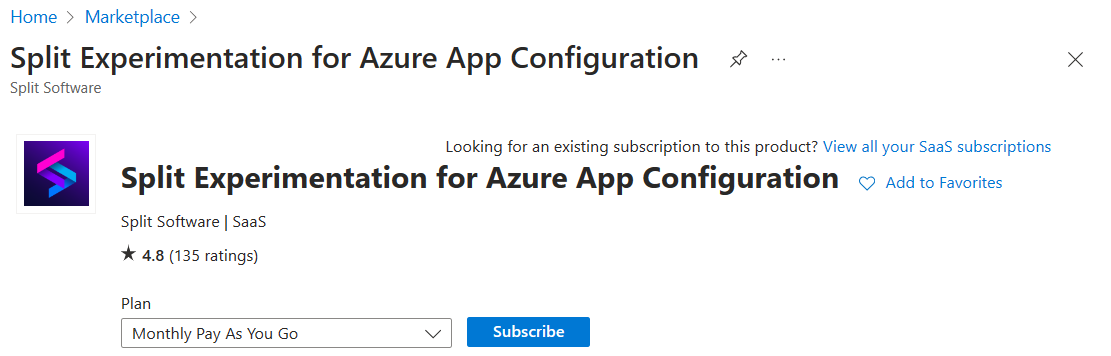 Home > Marketplace >
Split Experimentation for Azure App Configuration ...
Split Software
Looking for an existing subscription to this product? View all your SaaS subscriptions
Split Experimentation for Azure App Configuration Add to Favorites
Split Software | SaaS
★ 4.8 (135 ratings)
Plan
Monthly Pay As You Go Subscribe